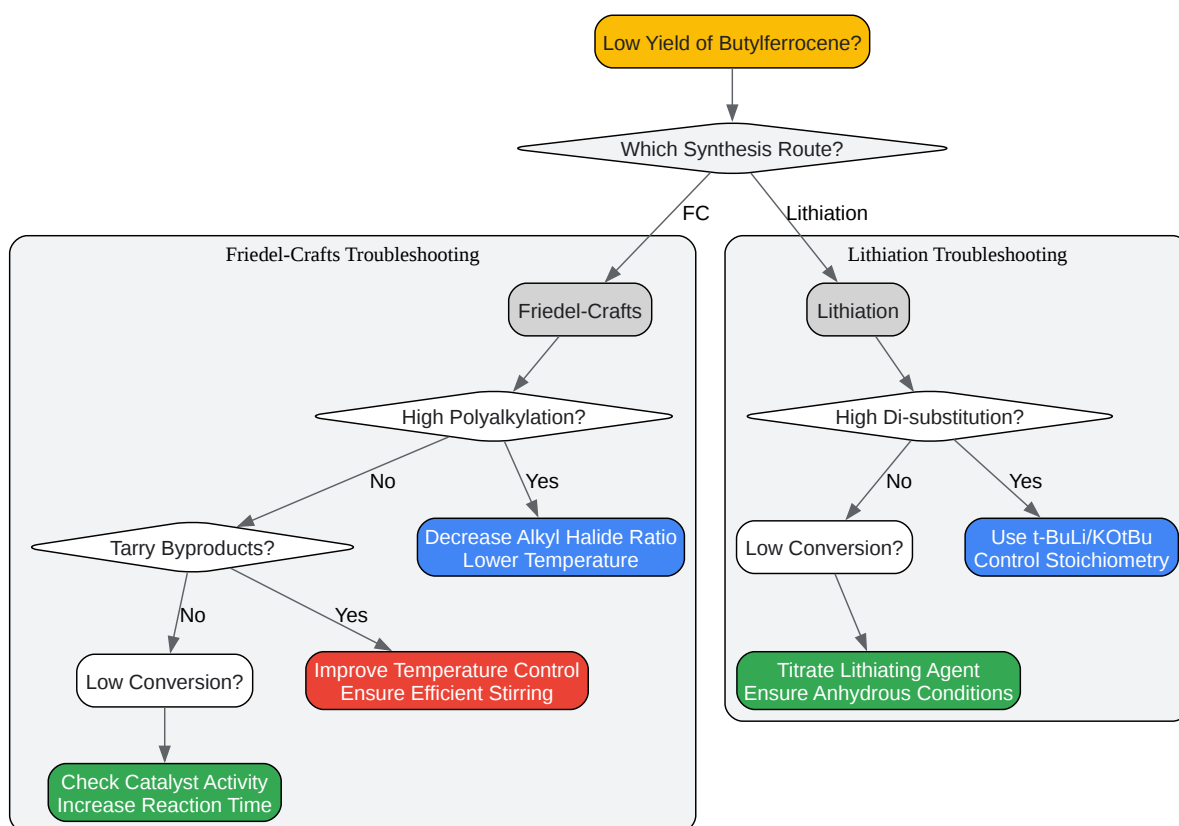 Low Yield of Butylferrocene?
Which Synthesis Route?
FC
Lithiation
Friedel-Crafts Troubleshooting
Friedel-Crafts
High Polyalkylation?
No
Yes
Tarry Byproducts?
Decrease Alkyl Halide Ratio
Lower Temperature
No
Yes
Low Conversion?
Improve Temperature Control
Ensure Efficient Stirring
Check Catalyst Activity
Increase Reaction Time
Lithiation Troubleshooting
Lithiation
High Di-substitution?
No
Yes
Low Conversion?
Use t-BuLi/KOtBu
Control Stoichiometry
Titrate Lithiating Agent
Ensure Anhydrous Conditions